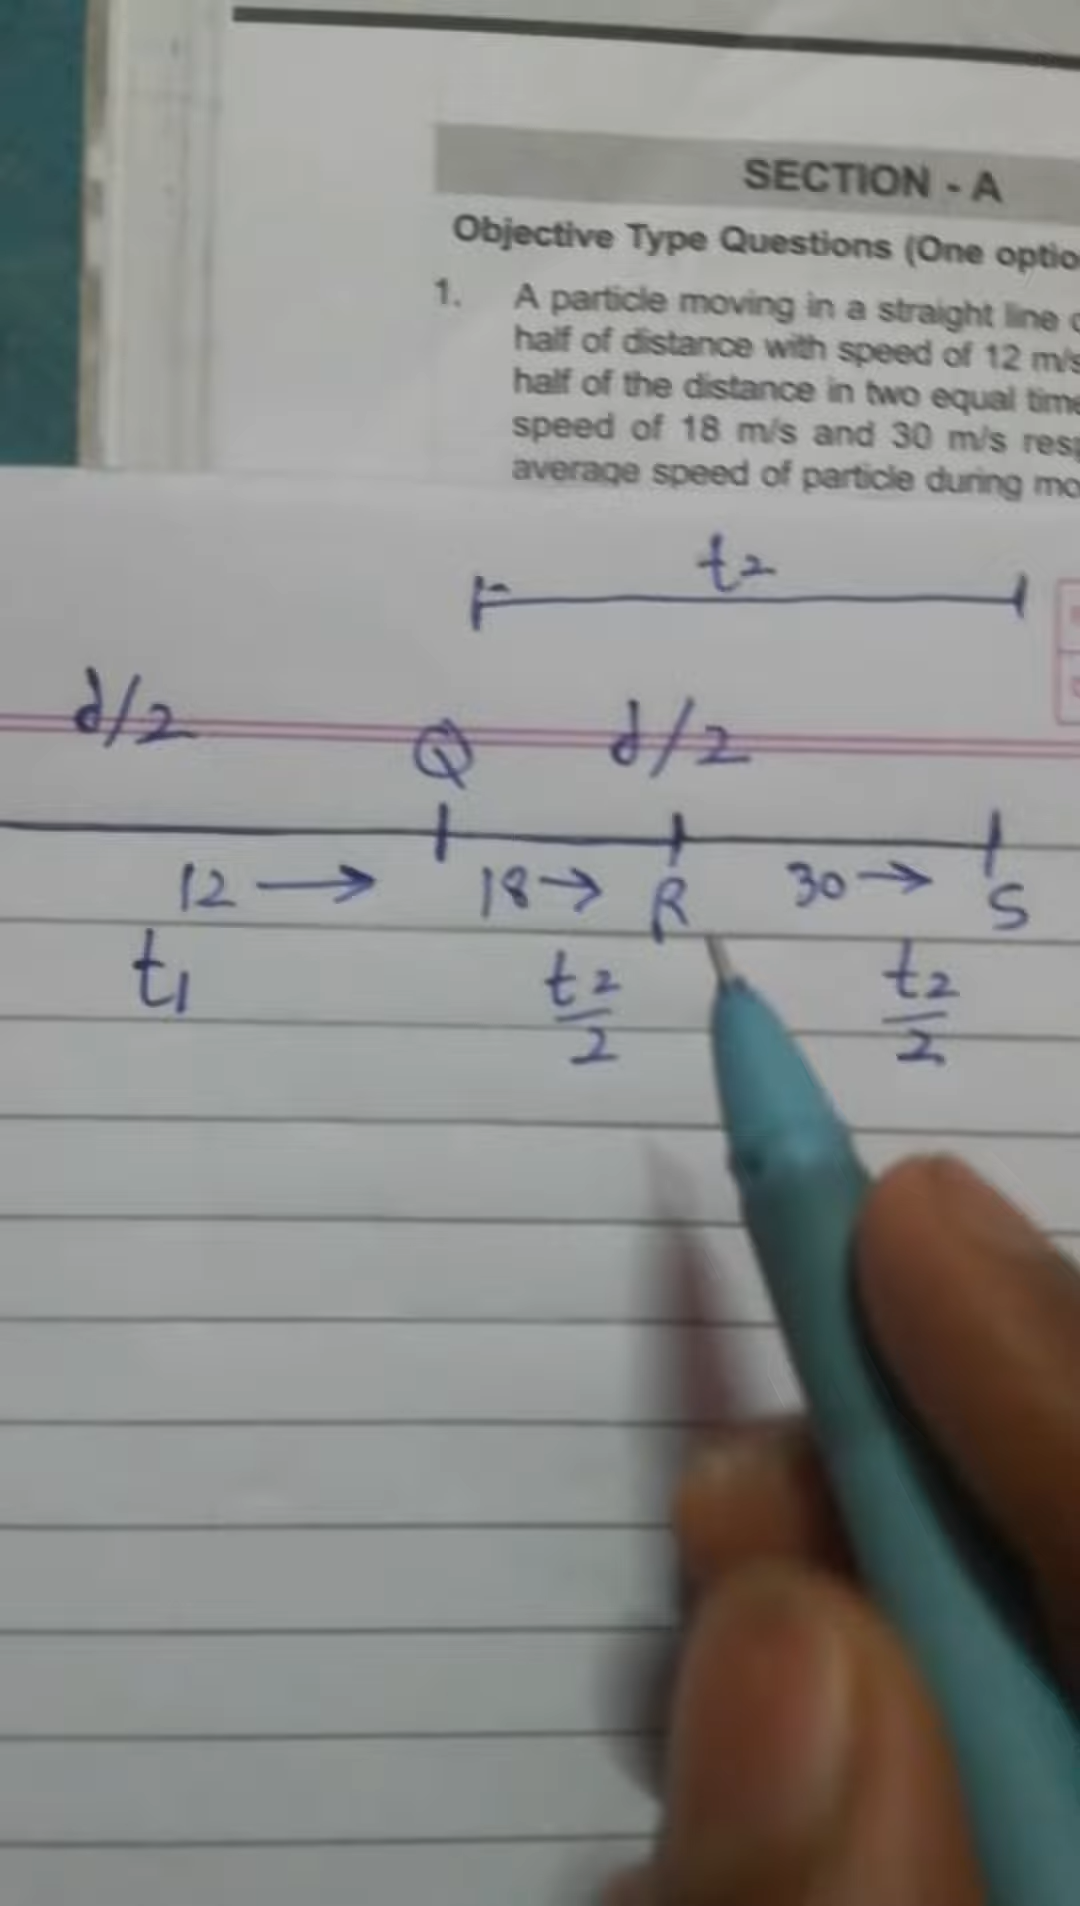 SECTION - A
Objective Type Questions (One optio
1. A particle moving in a straight line
half of distance with speed of 12 m/s
half of the distance in two equal time
speed of 18 m/s and 30 m/s resp
average speed of particle during mo
t2
d/2 Q d/2
12 → 18 → R 30 → S
t1 t2/2 t2/2